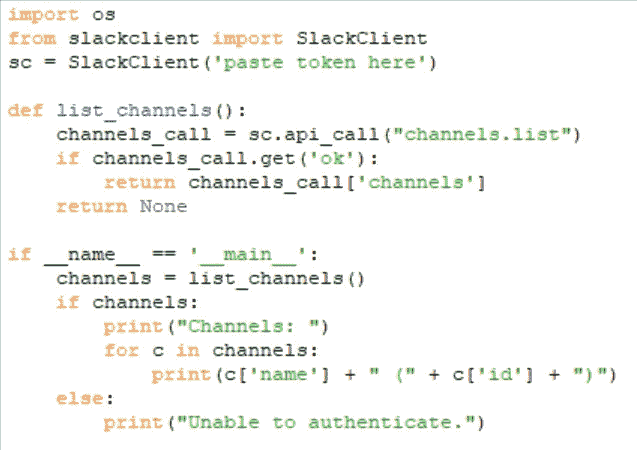 import os
from slackclient import SlackClient
sc = SlackClient('paste token here')

def list_channels():
    channels_call = sc.api_call("channels.list")
    if channels_call.get('ok'):
        return channels_call['channels']
    return None

if __name__ == '__main__':
    channels = list_channels()
    if channels:
        print("Channels: ")
        for c in channels:
            print(c['name'] + " (" + c['id'] + ")")
    else:
        print("Unable to authenticate.")